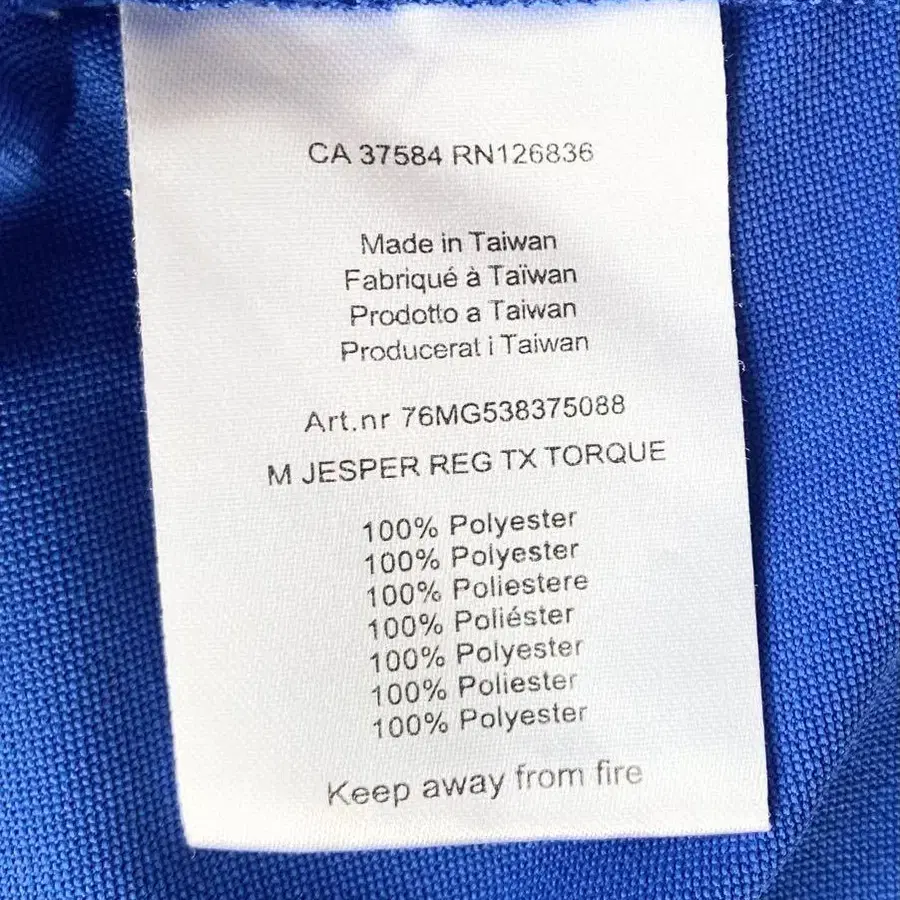 CA 37584 RN126836
Made in Taiwan
Fabriqué à Taïwan
Prodotto a Taiwan
Producerat i Taiwan
Art.nr 76MG538375088
M JESPER REG TX TORQUE
100% Polyester
100% Polyester
100% Poliestere
100% Poliéster
100% Polyester
100% Poliester
100% Polyester
Keep away from fire